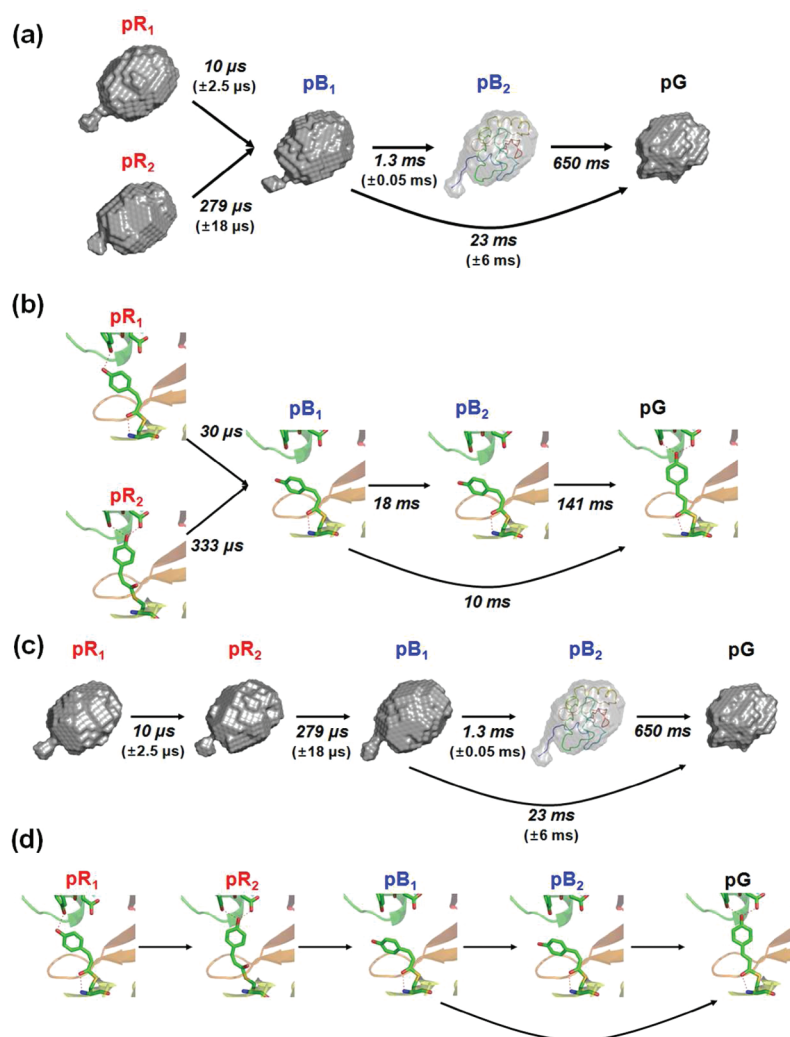 (a)
pR₁
10 µs
(±2.5 µs)
pB₁
pB₂
pG
pR₂
1.3 ms
(±0.05 ms)
650 ms
279 µs
(±18 µs)
23 ms
(±6 ms)
(b)
pR₁
pB₁
pB₂
pG
30 µs
pR₂
18 ms
141 ms
333 µs
10 ms
(c)
pR₁
pR₂
pB₁
pB₂
pG
10 µs
(±2.5 µs)
279 µs
(±18 µs)
1.3 ms
(±0.05 ms)
650 ms
23 ms
(±6 ms)
(d)
pR₁
pR₂
pB₁
pB₂
pG